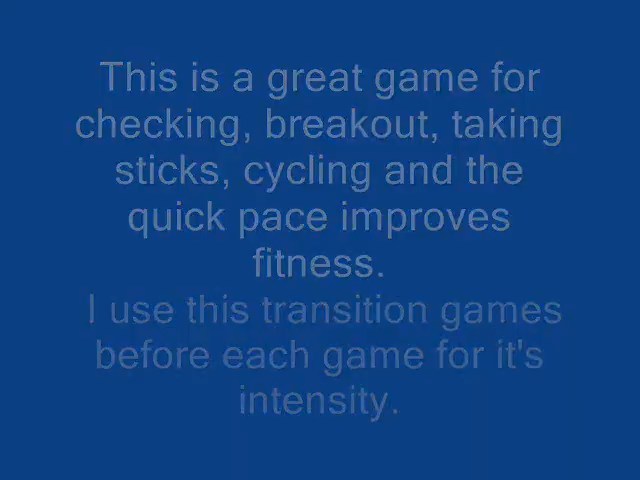 This is a great game for
checking, breakout, taking
sticks, cycling and the
quick pace improves
fitness.
I use this transition games
before each game for it's
intensity.